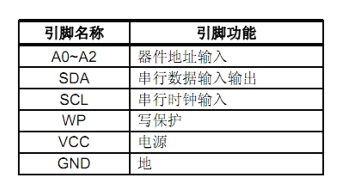 引脚名称 引脚功能
A0~A2 器件地址输入
SDA 串行数据输入输出
SCL 串行时钟输入
WP 写保护
VCC 电源
GND 地